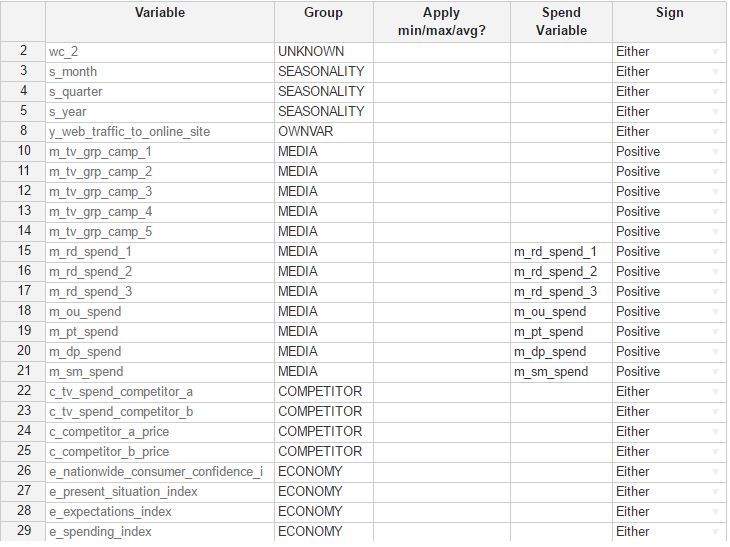 Variable Group Apply min/max/avg? Spend Variable Sign
2 wc_2 UNKNOWN Either
3 s_month SEASONALITY Either
4 s_quarter SEASONALITY Either
5 s_year SEASONALITY Either
8 y_web_traffic_to_online_site OWNVAR Either
10 m_tv_grp_camp_1 MEDIA Positive
11 m_tv_grp_camp_2 MEDIA Positive
12 m_tv_grp_camp_3 MEDIA Positive
13 m_tv_grp_camp_4 MEDIA Positive
14 m_tv_grp_camp_5 MEDIA Positive
15 m_rd_spend_1 MEDIA m_rd_spend_1 Positive
16 m_rd_spend_2 MEDIA m_rd_spend_2 Positive
17 m_rd_spend_3 MEDIA m_rd_spend_3 Positive
18 m_ou_spend MEDIA m_ou_spend Positive
19 m_pt_spend MEDIA m_pt_spend Positive
20 m_dp_spend MEDIA m_dp_spend Positive
21 m_sm_spend MEDIA m_sm_spend Positive
22 c_tv_spend_competitor_a COMPETITOR Either
23 c_tv_spend_competitor_b COMPETITOR Either
24 c_competitor_a_price COMPETITOR Either
25 c_competitor_b_price COMPETITOR Either
26 e_nationwide_consumer_confidence_i ECONOMY Either
27 e_present_situation_index ECONOMY Either
28 e_expectations_index ECONOMY Either
29 e_spending_index ECONOMY Either